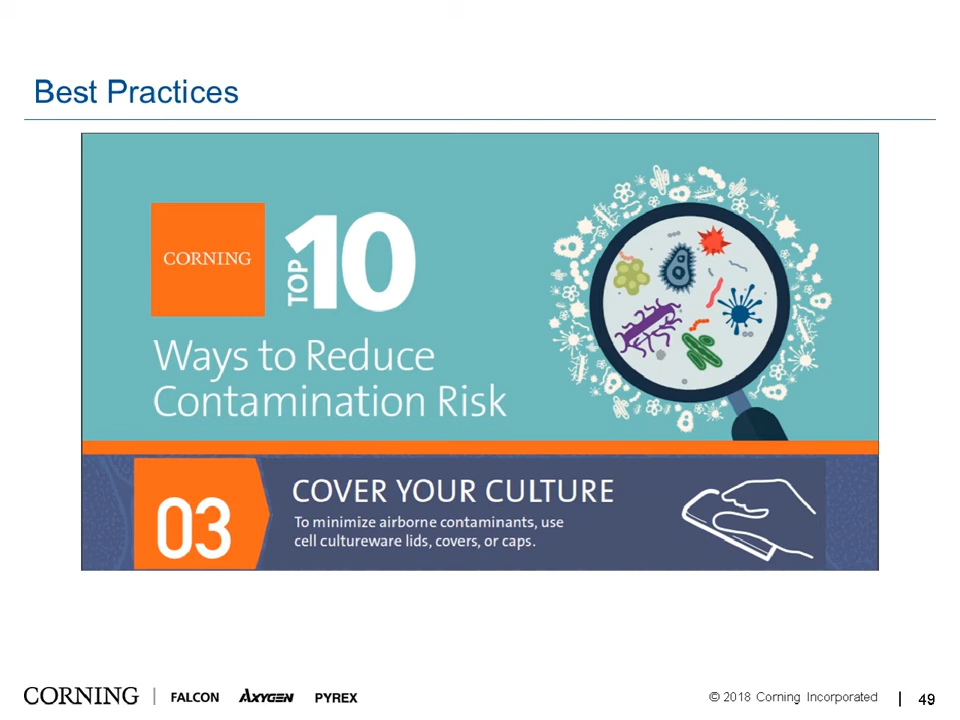 Best Practices
CORNING
TOP 10
Ways to Reduce
Contamination Risk
03
COVER YOUR CULTURE
To minimize airborne contaminants, use
cell cultureware lids, covers, or caps.
CORNING | FALCON AXYGEN PYREX
© 2018 Corning Incorporated | 49